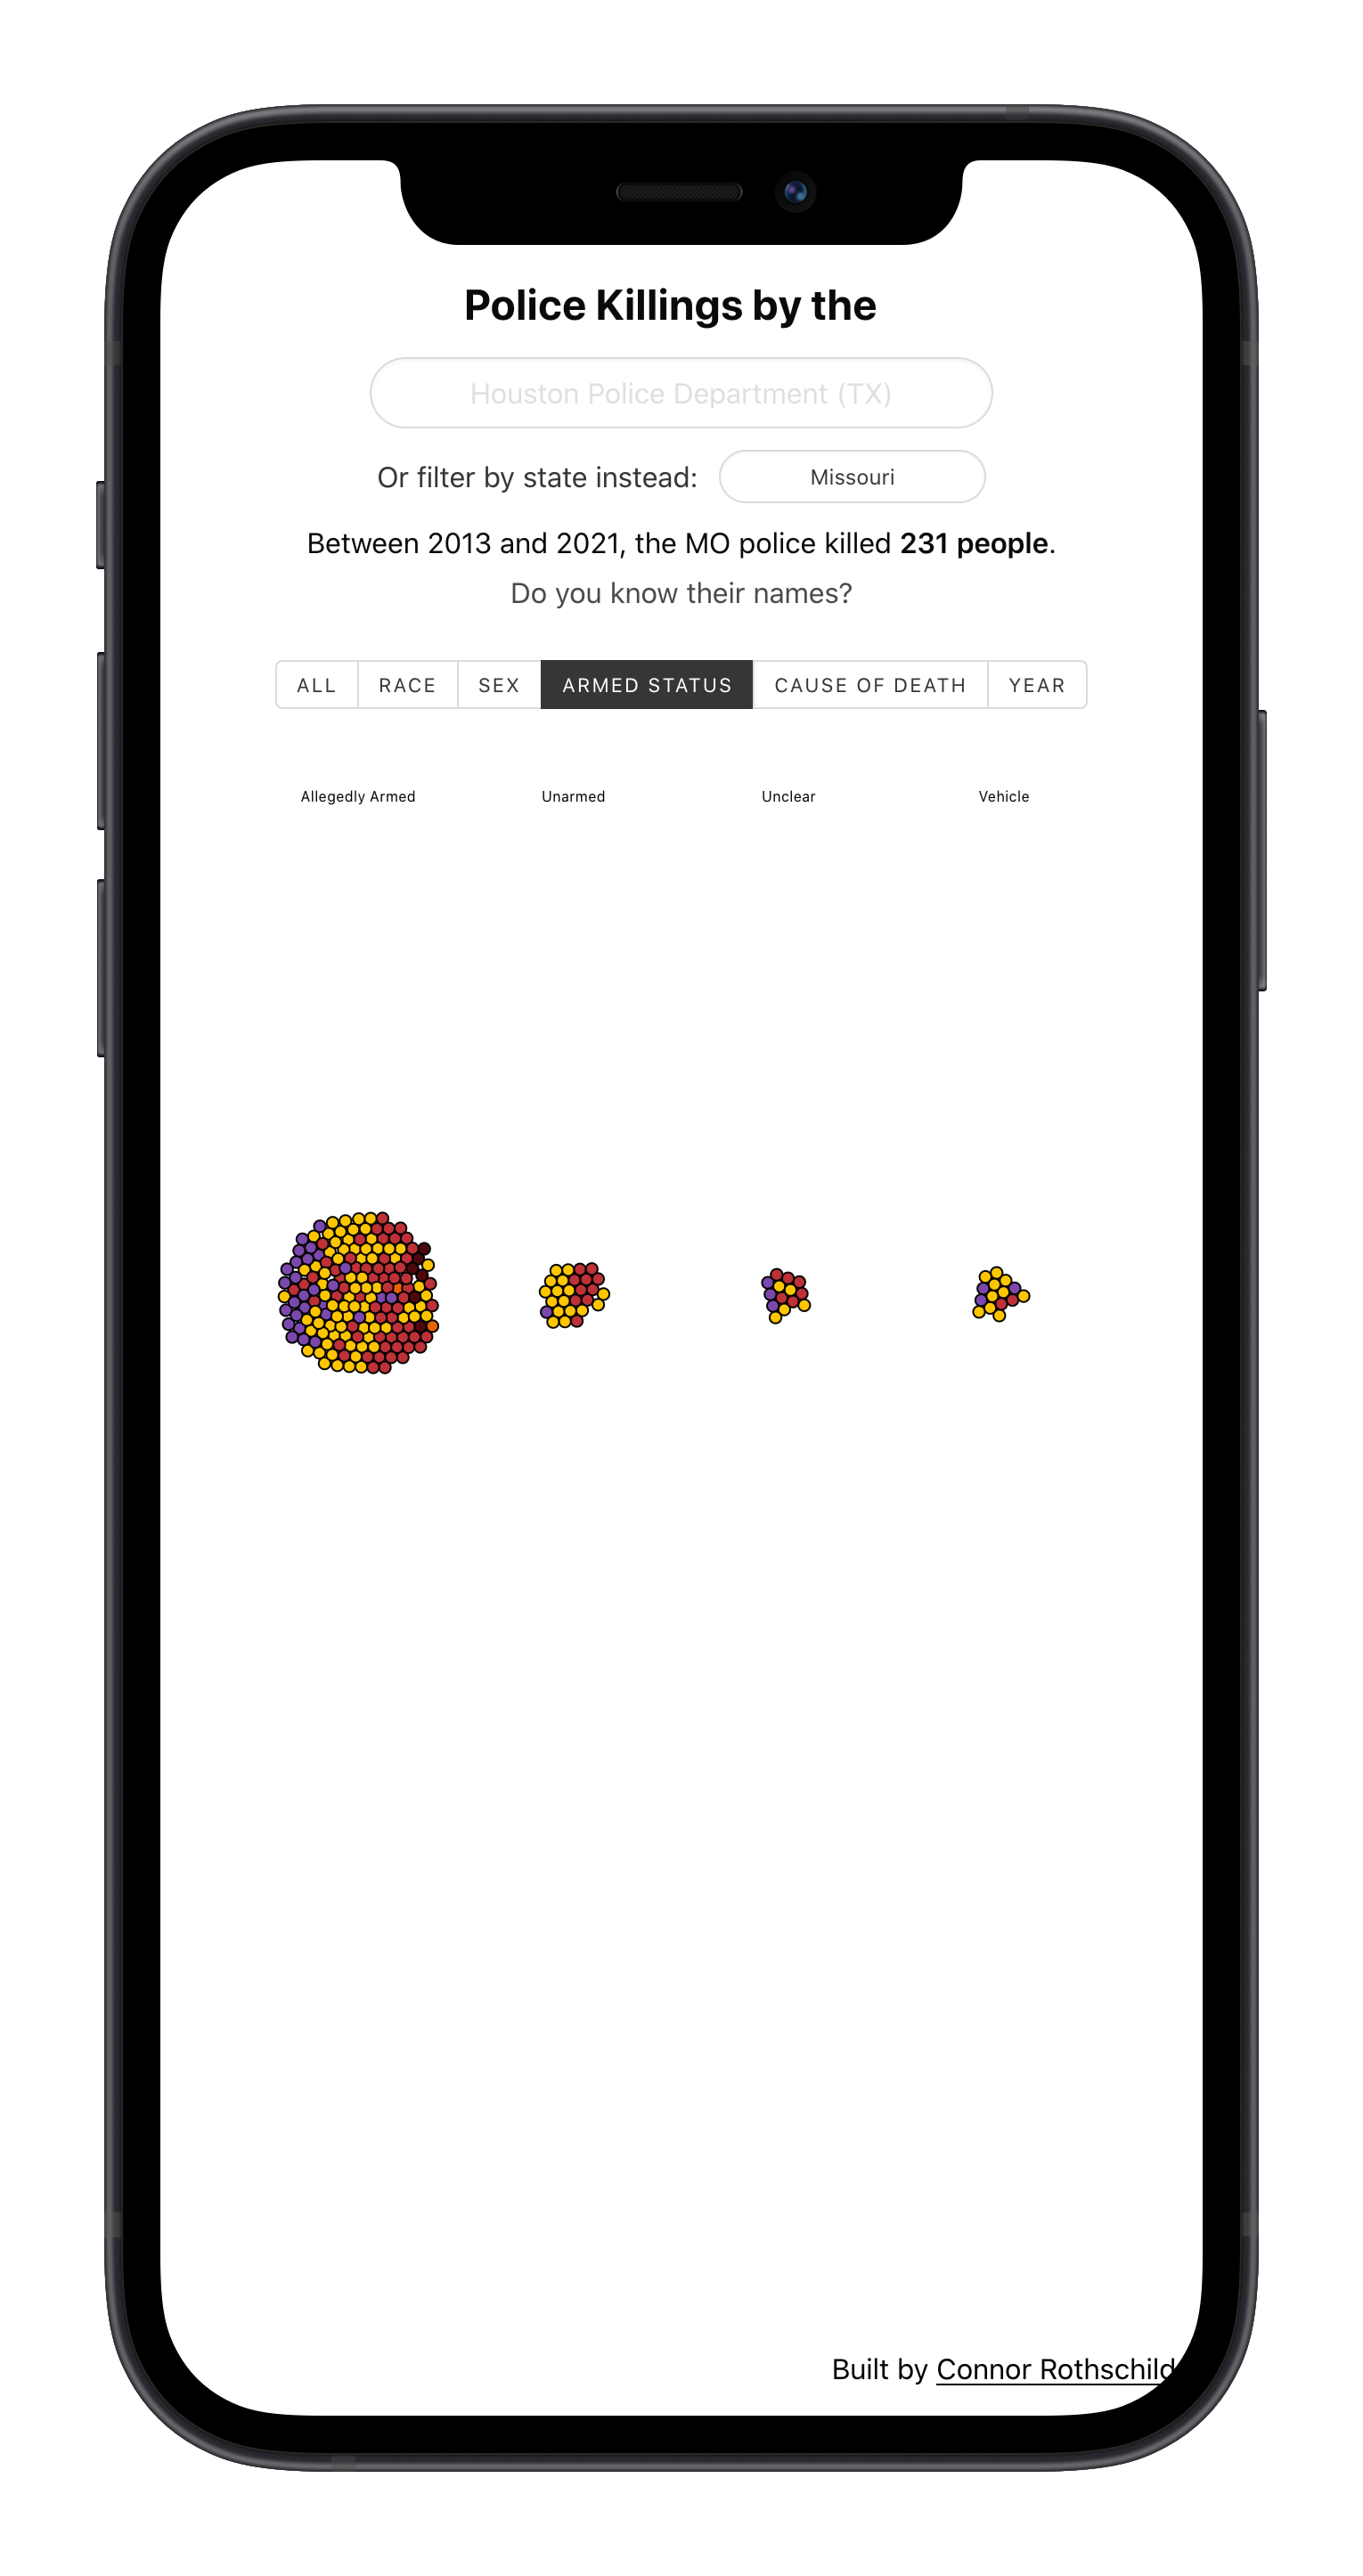 Police Killings by the
Houston Police Department (TX)
Or filter by state instead: Missouri
Between 2013 and 2021, the MO police killed 231 people.
Do you know their names?
ALL RACE SEX ARMED STATUS CAUSE OF DEATH YEAR
Allegedly Armed Unarmed Unclear Vehicle
Built by Connor Rothschild